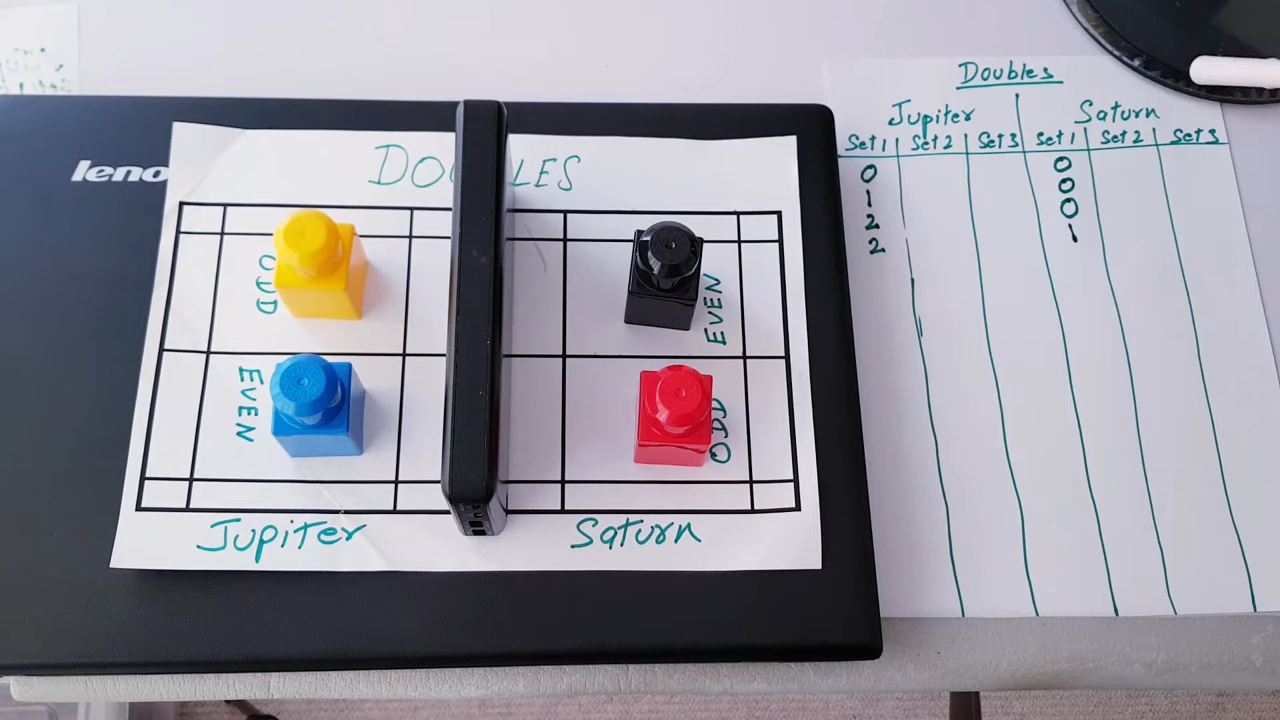 leno
DO LES
ODD
EVEN
EVEN
ODD
Jupiter
Saturn
Doubles
Jupiter Saturn
Set 1 Set 2 Set 3 Set 1 Set 2 Set 3
0 0
1 0
2 0
2 1